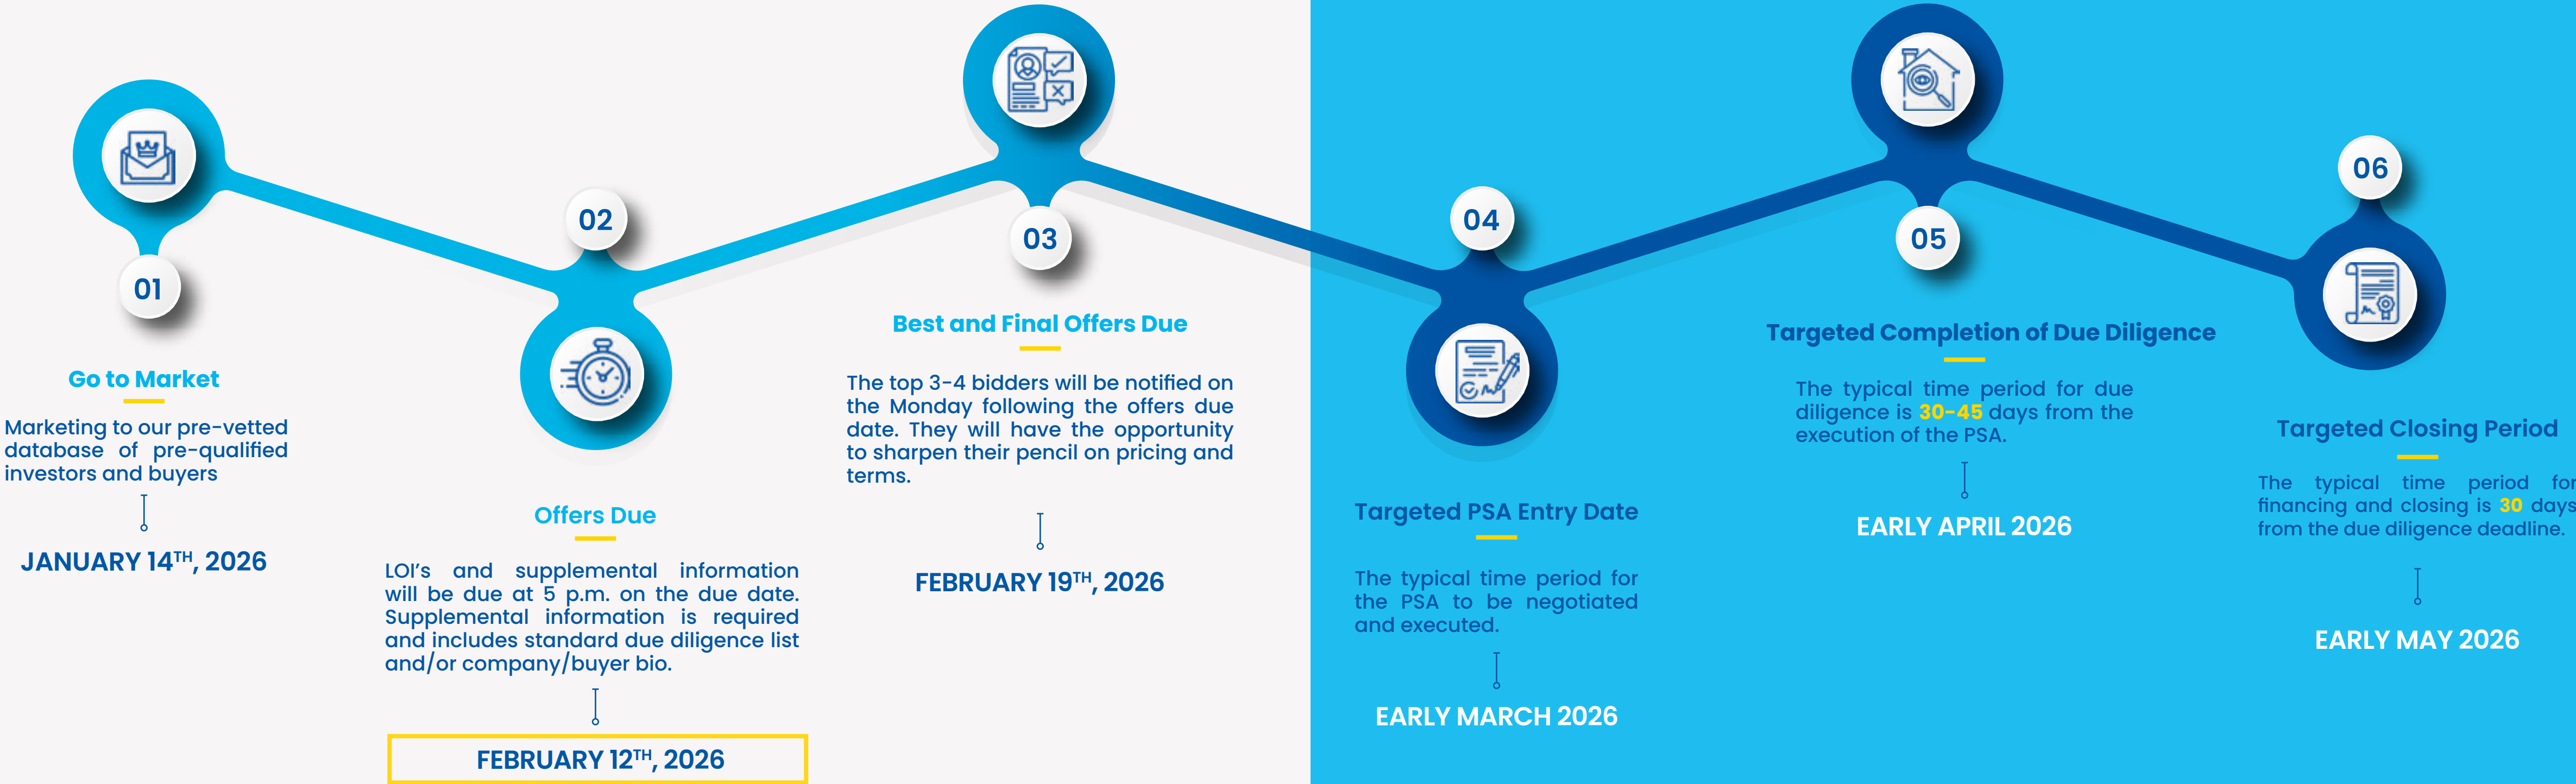 01
Go to Market
Marketing to our pre-vetted
database of pre-qualified
investors and buyers
JANUARY 14TH, 2026
02
Offers Due
LOI's and supplemental information
will be due at 5 p.m. on the due date.
Supplemental information is required
and includes standard due diligence list
and/or company/buyer bio.
FEBRUARY 12TH, 2026
03
Best and Final Offers Due
The top 3-4 bidders will be notified on
the Monday following the offers due
date. They will have the opportunity
to sharpen their pencil on pricing and
terms.
FEBRUARY 19TH, 2026
04
Targeted PSA Entry Date
The typical time period for
the PSA to be negotiated
and executed.
EARLY MARCH 2026
05
Targeted Completion of Due Diligence
The typical time period for due
diligence is 30-45 days from the
execution of the PSA.
EARLY APRIL 2026
06
Targeted Closing Period
The typical time period for
financing and closing is 30 days
from the due diligence deadline.
EARLY MAY 2026